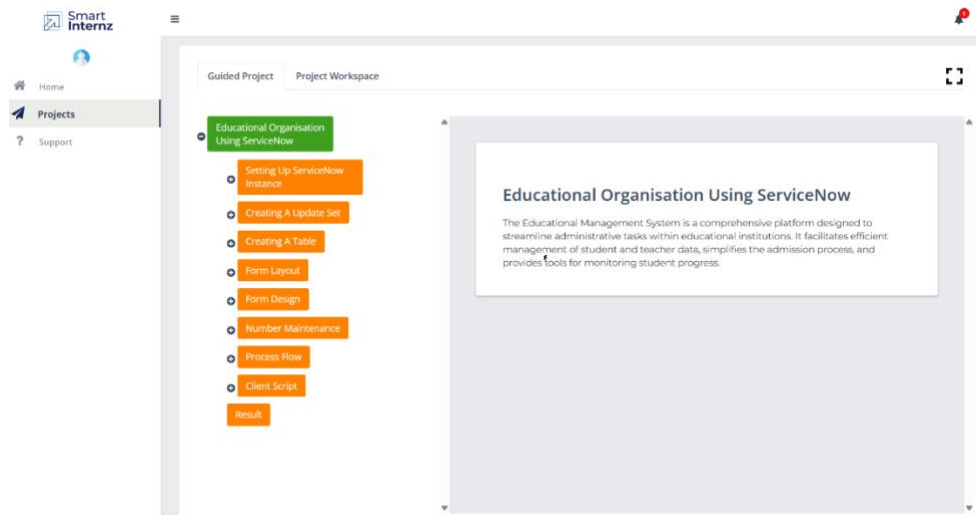 Smart
Internz
Home
Projects
? Support
Guided Project
Project Workspace
Educational Organisation
Using ServiceNow
Setting Up ServiceNow
Instance
Creating A Update Set
Creating A Table
Form Layout
Form Design
Number Maintenance
Process Flow
Client Script
Result
Educational Organisation Using ServiceNow
The Educational Management System is a comprehensive platform designed to
streamline administrative tasks within educational institutions. It facilitates efficient
management of student and teacher data, simplifies the admission process, and
provides tools for monitoring student progress.